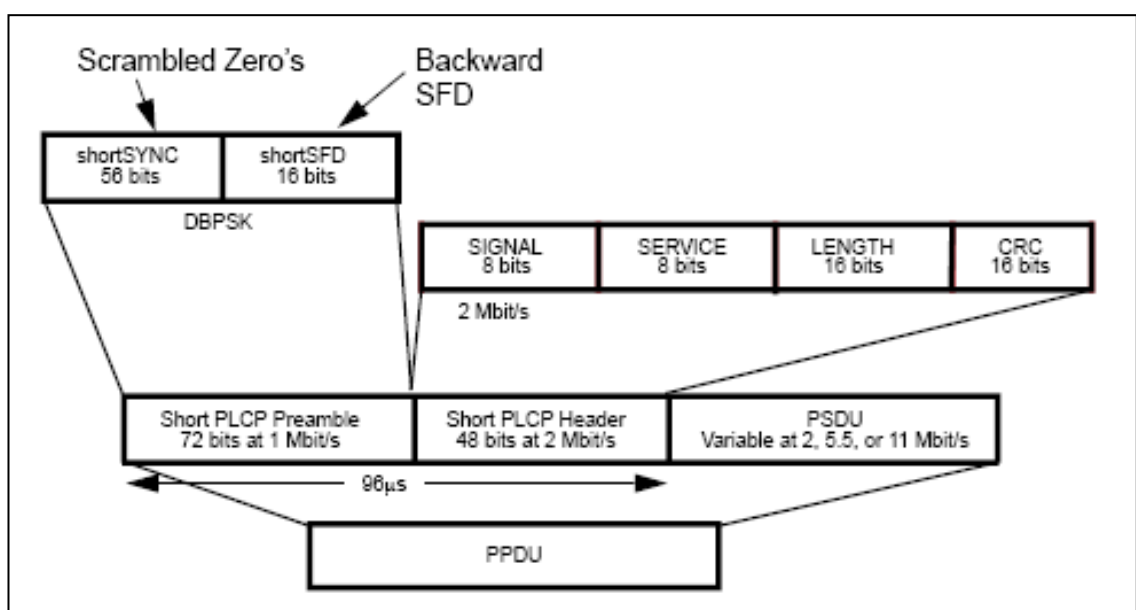 Scrambled Zero's
Backward
SFD
shortSYNC
56 bits
shortSFD
16 bits
DBPSK
SIGNAL
8 bits
SERVICE
8 bits
LENGTH
16 bits
CRC
16 bits
2 Mbit/s
Short PLCP Preamble
72 bits at 1 Mbit/s
Short PLCP Header
48 bits at 2 Mbit/s
PSDU
Variable at 2, 5.5, or 11 Mbit/s
96μs
PPDU